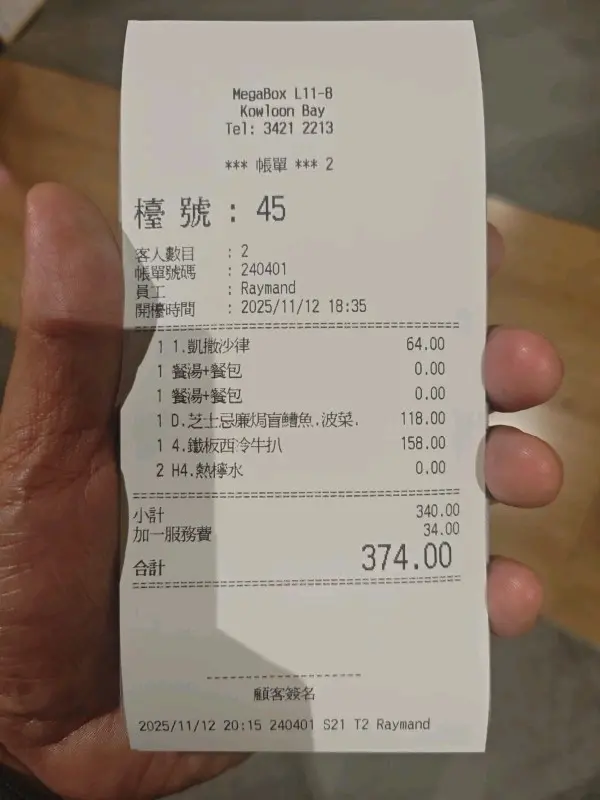 MegaBox L11-8
Kowloon Bay
Tel: 3421 2213
*** 帳單 *** 2
檯 號 : 45
客人數目 : 2
帳單號碼 : 240401
員工 : Raymand
開檯時間 : 2025/11/12 18:35
1 1.凱撒沙律 64.00
1 餐湯+餐包 0.00
1 餐湯+餐包 0.00
1 D.芝士忌廉焗盲鰽魚.波菜. 118.00
1 4.鐵板西冷牛扒 158.00
2 H4.熱檸水 0.00
小計 340.00
加一服務費 34.00
合計 374.00
顧客簽名
2025/11/12 20:15 240401 S21 T2 Raymand